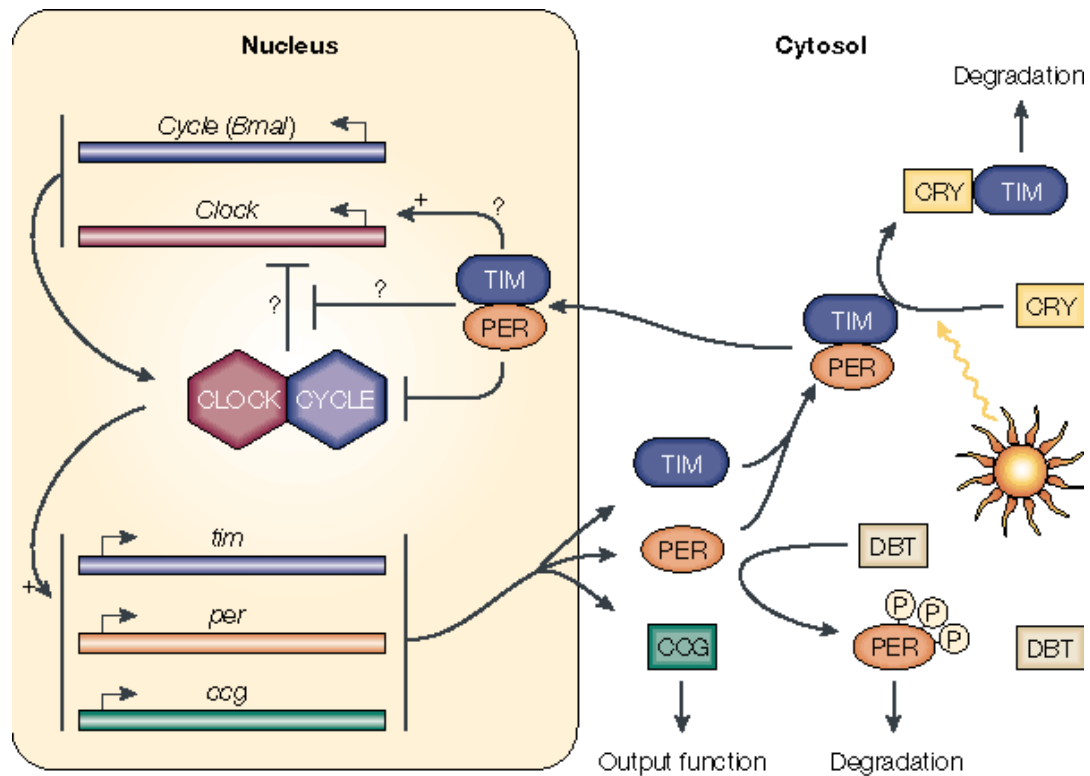 Nucleus
Cytosol
Degradation
Cycle (Bmal)
CRY
TIM
Clock
+
?
TIM
PER
?
?
TIM
PER
CRY
CLOCK
CYCLE
TIM
tim
PER
DBT
+
per
P
P
P
CCG
PER
DBT
ccg
Output function
Degradation